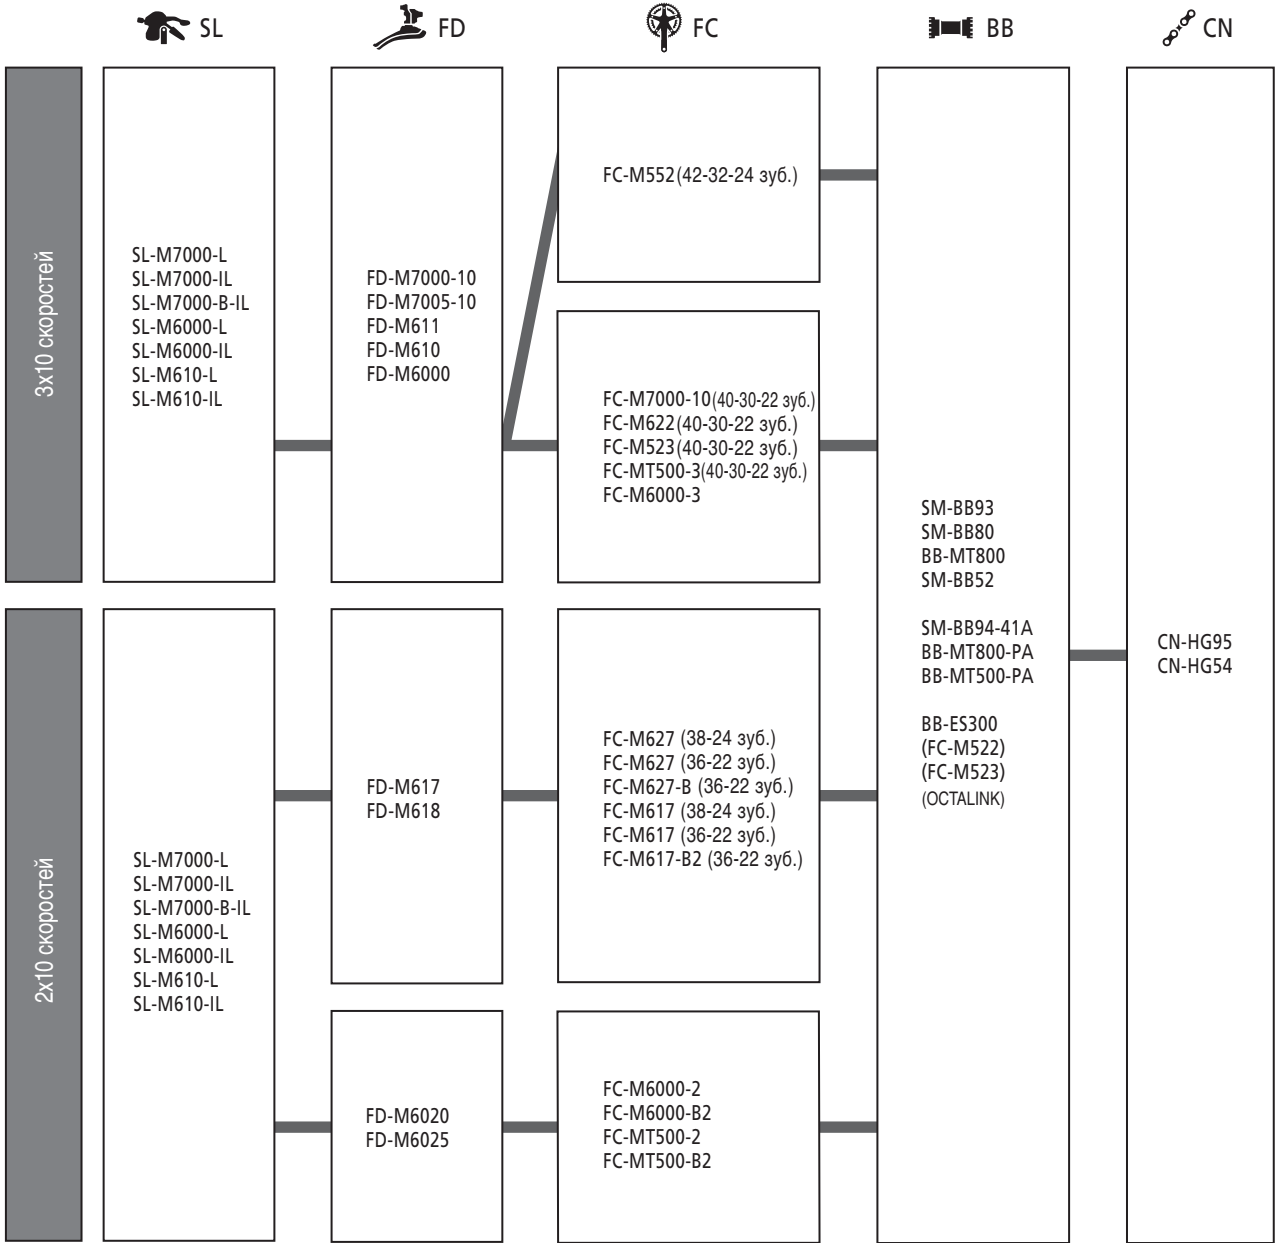 SL
FD
FC
BB
CN
3x10 скоростей
SL-M7000-L
SL-M7000-IL
SL-M7000-B-IL
SL-M6000-L
SL-M6000-IL
SL-M610-L
SL-M610-IL
FD-M7000-10
FD-M7005-10
FD-M611
FD-M610
FD-M6000
FC-M552(42-32-24 зуб.)
FC-M7000-10(40-30-22 зуб.)
FC-M622(40-30-22 зуб.)
FC-M523(40-30-22 зуб.)
FC-MT500-3(40-30-22 зуб.)
FC-M6000-3
2x10 скоростей
SL-M7000-L
SL-M7000-IL
SL-M7000-B-IL
SL-M6000-L
SL-M6000-IL
SL-M610-L
SL-M610-IL
FD-M617
FD-M618
FC-M627 (38-24 зуб.)
FC-M627 (36-22 зуб.)
FC-M627-B (36-22 зуб.)
FC-M617 (38-24 зуб.)
FC-M617 (36-22 зуб.)
FC-M617-B2 (36-22 зуб.)
FD-M6020
FD-M6025
FC-M6000-2
FC-M6000-B2
FC-MT500-2
FC-MT500-B2
SM-BB93
SM-BB80
BB-MT800
SM-BB52
SM-BB94-41A
BB-MT800-PA
BB-MT500-PA
BB-ES300
(FC-M522)
(FC-M523)
(OCTALINK)
CN-HG95
CN-HG54